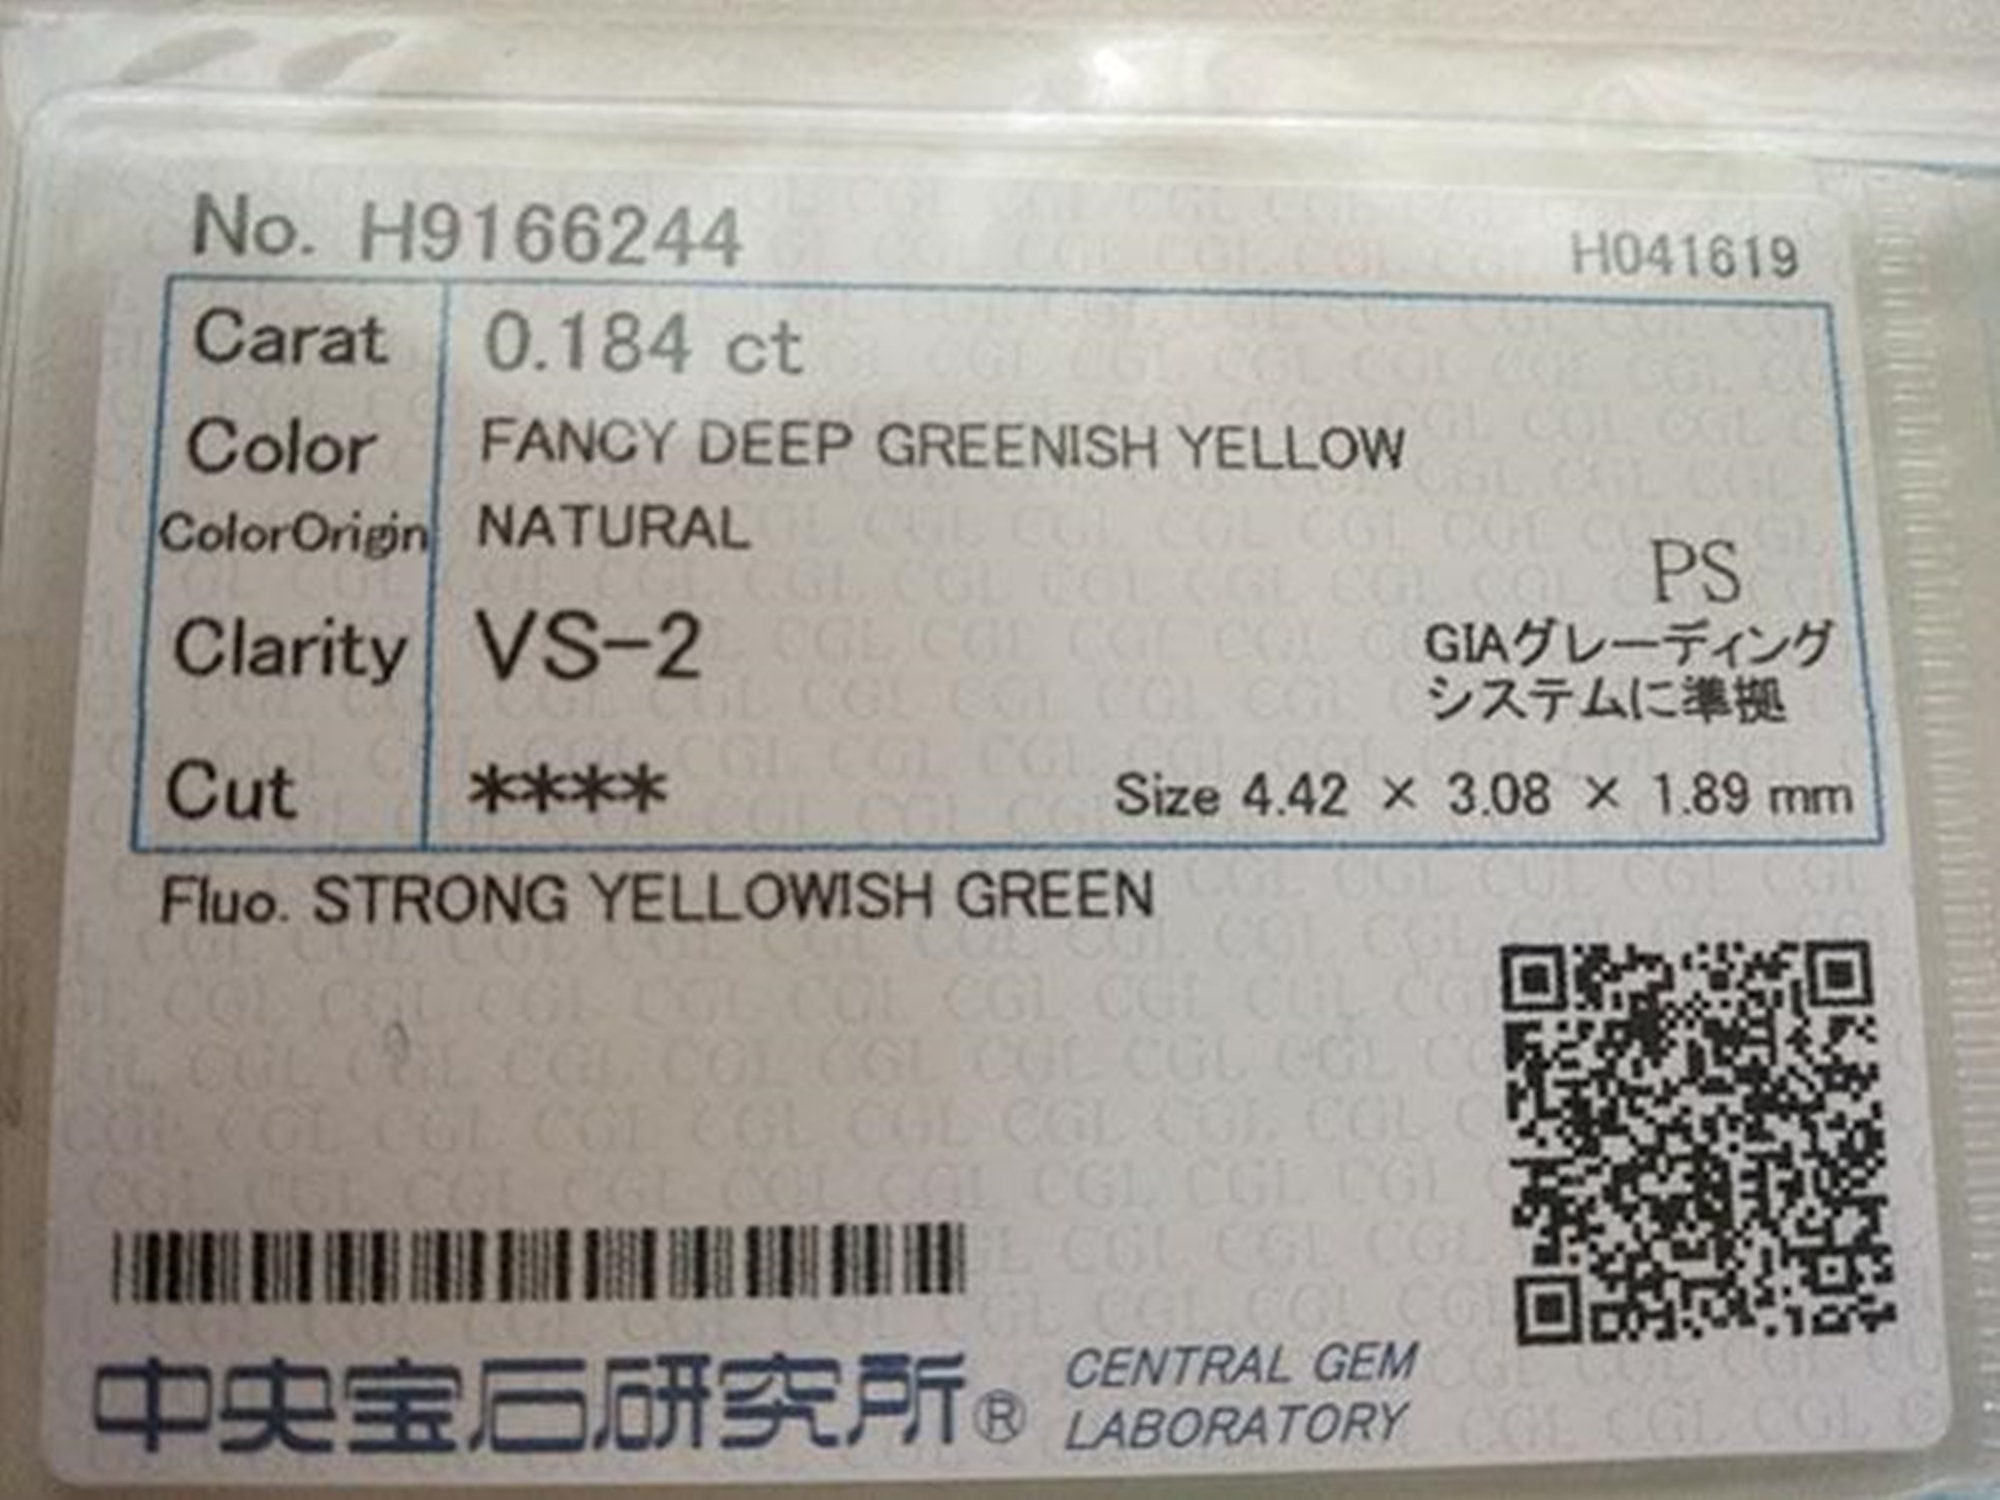 No. H9166244
H041619
Carat 0.184 ct
Color FANCY DEEP GREENISH YELLOW
ColorOrigin NATURAL
PS
Clarity VS-2
GIAグレーディング
システムに準拠
Cut ****
Size 4.42 × 3.08 × 1.89 mm
Fluo. STRONG YELLOWISH GREEN
中央宝石研究所®
CENTRAL GEM
LABORATORY